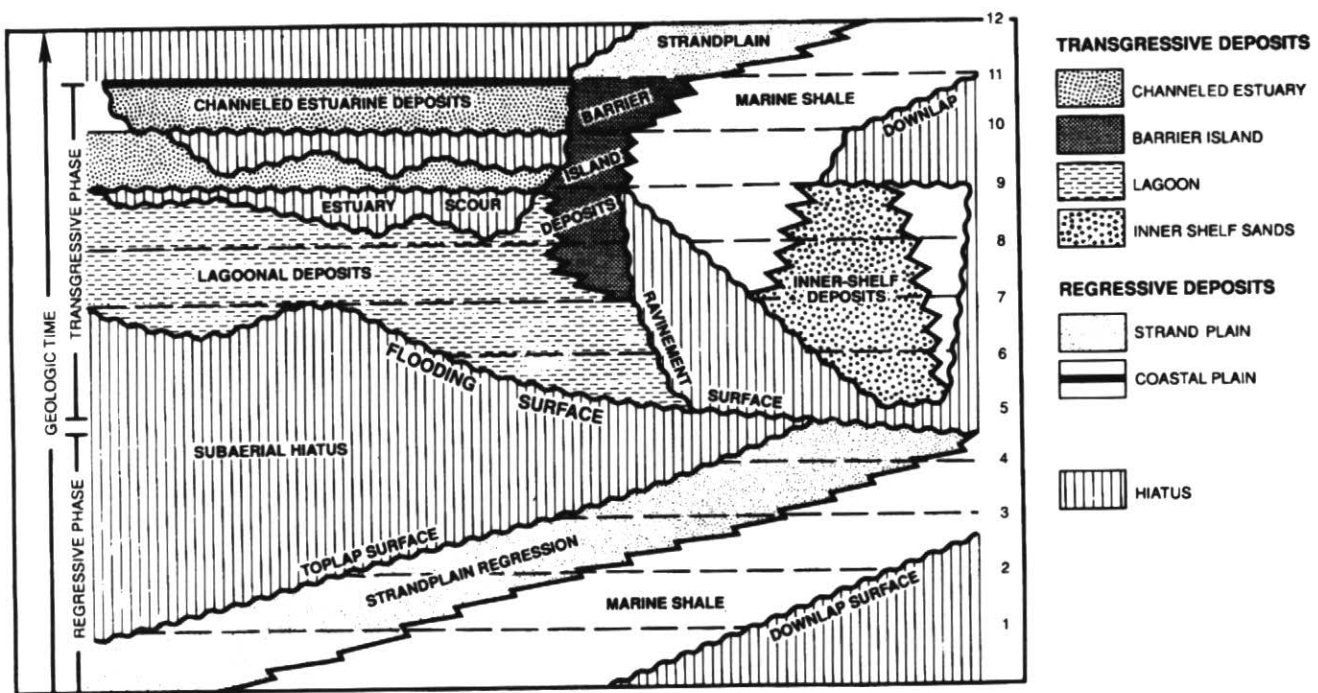 GEOLOGIC TIME
TRANSGRESSIVE PHASE
REGRESSIVE PHASE
STRANDPLAIN
CHANNELED ESTUARINE DEPOSITS
BARRIER
ISLAND
DEPOSITS
MARINE SHALE
DOWNLAP
ESTUARY SCOUR
LAGOONAL DEPOSITS
INNER-SHELF
DEPOSITS
RAVINEMENT
SURFACE
FLOODING
SURFACE
SUBAERIAL HIATUS
TOPLAP SURFACE
STRANDPLAIN REGRESSION
MARINE SHALE
DOWNLAP SURFACE
12
11
10
9
8
7
6
5
4
3
2
1
TRANSGRESSIVE DEPOSITS
CHANNELED ESTUARY
BARRIER ISLAND
LAGOON
INNER SHELF SANDS
REGRESSIVE DEPOSITS
STRAND PLAIN
COASTAL PLAIN
HIATUS